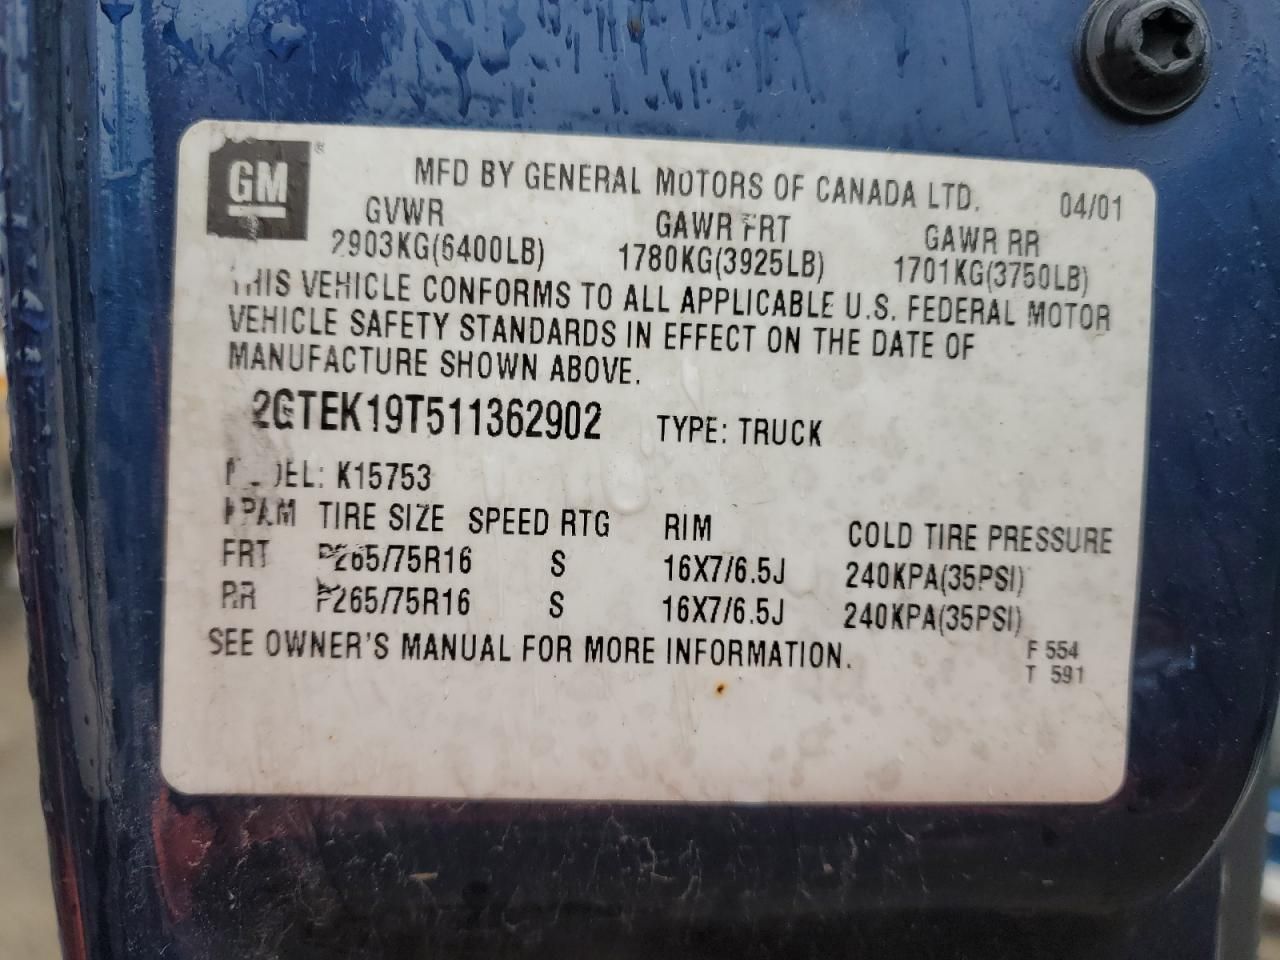 GM ®
MFD BY GENERAL MOTORS OF CANADA LTD. 04/01
GVWR GAWR FRT GAWR RR
2903KG(6400LB) 1780KG(3925LB) 1701KG(3750LB)
THIS VEHICLE CONFORMS TO ALL APPLICABLE U.S. FEDERAL MOTOR
VEHICLE SAFETY STANDARDS IN EFFECT ON THE DATE OF
MANUFACTURE SHOWN ABOVE.
2GTEK19T511362902 TYPE: TRUCK
MODEL: K15753
TIRE SIZE SPEED RTG RIM COLD TIRE PRESSURE
FRT P265/75R16 S 16X7/6.5J 240KPA(35PSI)
RR P265/75R16 S 16X7/6.5J 240KPA(35PSI)
SEE OWNER'S MANUAL FOR MORE INFORMATION.
F 554
T 591